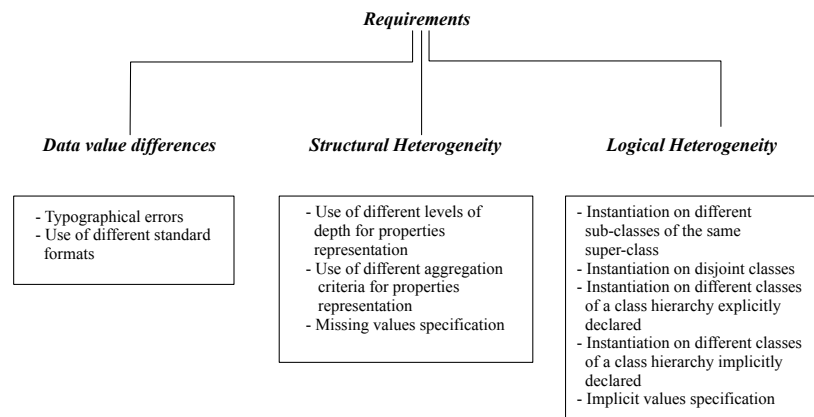 Requirements
Data value differences
Structural Heterogeneity
Logical Heterogeneity
- Typographical errors
- Use of different standard
formats
- Use of different levels of
depth for properties
representation
- Use of different aggregation
criteria for properties
representation
- Missing values specification
- Instantiation on different
sub-classes of the same
super-class
- Instantiation on disjoint classes
- Instantiation on different classes
of a class hierarchy explicitly
declared
- Instantiation on different classes
of a class hierarchy implicitly
declared
- Implicit values specification